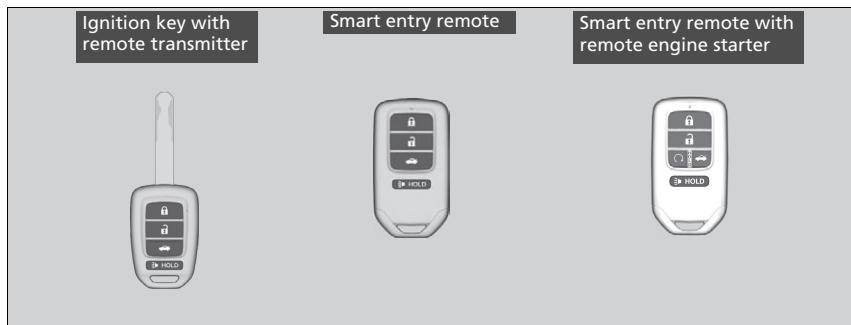 Ignition key with
remote transmitter
Smart entry remote
Smart entry remote with
remote engine starter
HOLD
HOLD
HOLD